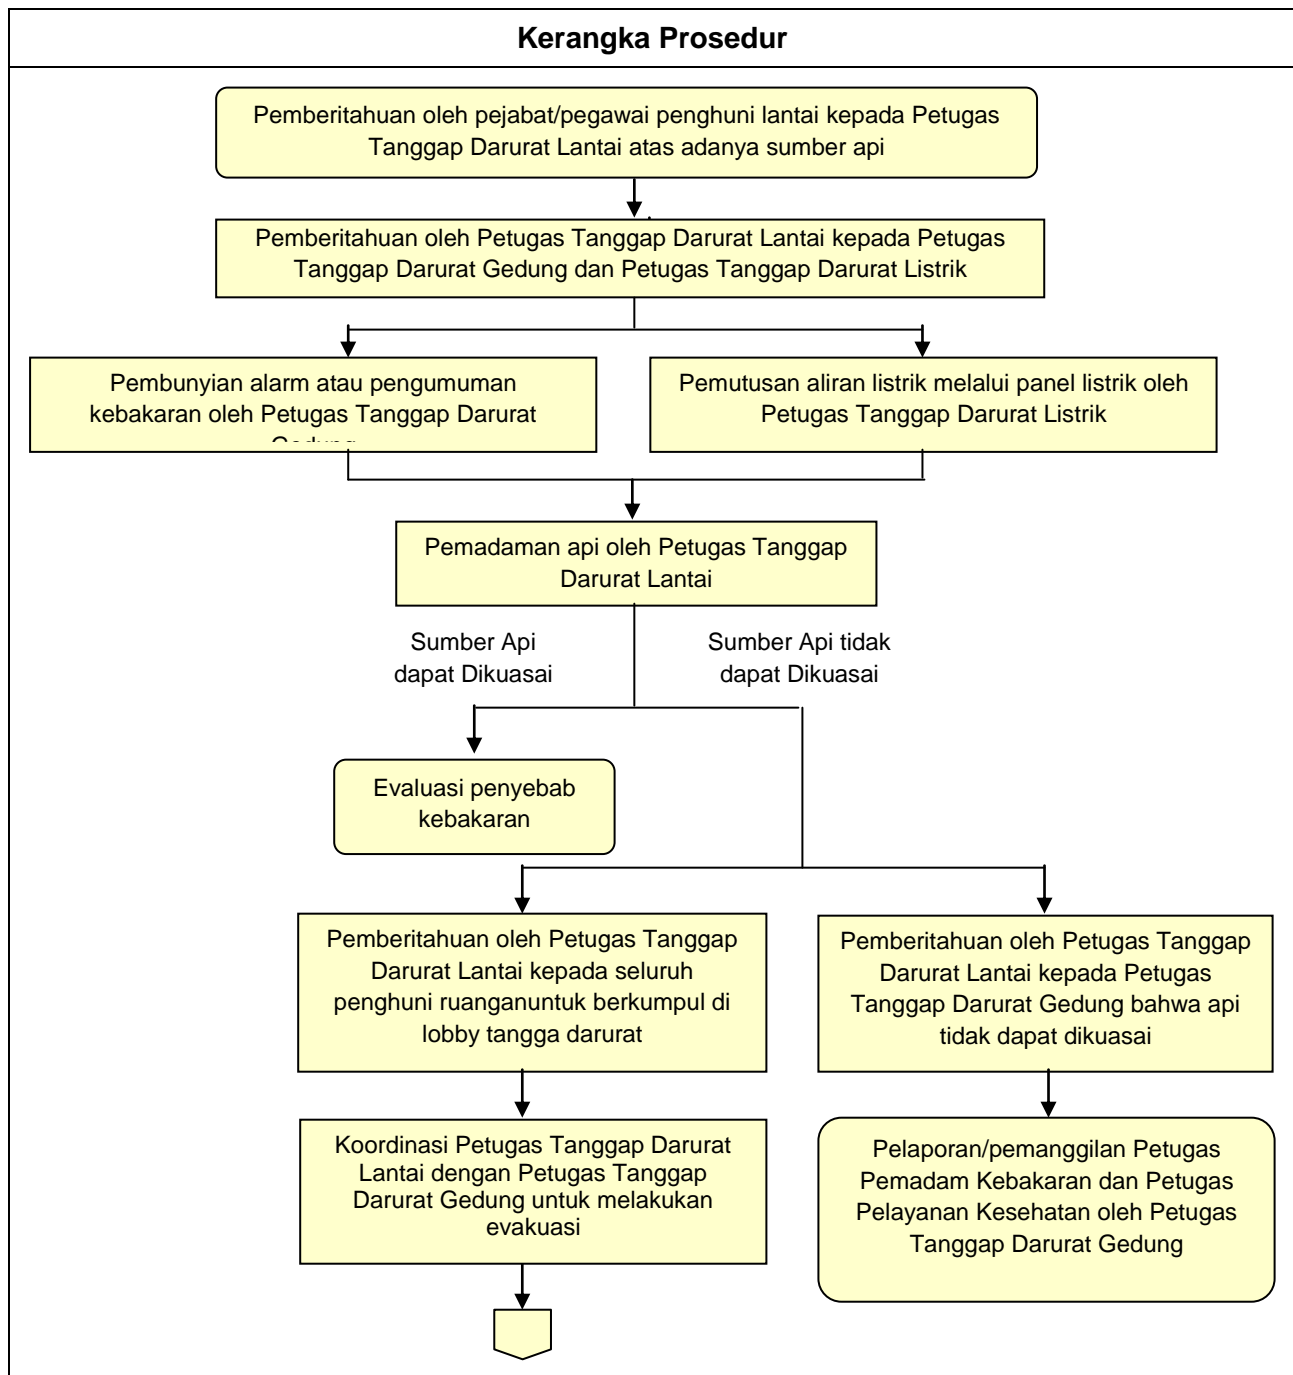 Kerangka Prosedur
Pemberitahuan oleh pejabat/pegawai penghuni lantai kepada Petugas
Tanggap Darurat Lantai atas adanya sumber api
Pemberitahuan oleh Petugas Tanggap Darurat Lantai kepada Petugas
Tanggap Darurat Gedung dan Petugas Tanggap Darurat Listrik
Pembunyian alarm atau pengumuman
kebakaran oleh Petugas Tanggap Darurat
Pemutusan aliran listrik melalui panel listrik oleh
Petugas Tanggap Darurat Listrik
Pemadaman api oleh Petugas Tanggap
Darurat Lantai
Sumber Api
dapat Dikuasai
Sumber Api tidak
dapat Dikuasai
Evaluasi penyebab
kebakaran
Pemberitahuan oleh Petugas Tanggap
Darurat Lantai kepada seluruh
penghuni ruanganuntuk berkumpul di
lobby tangga darurat
Pemberitahuan oleh Petugas Tanggap
Darurat Lantai kepada Petugas
Tanggap Darurat Gedung bahwa api
tidak dapat dikuasai
Koordinasi Petugas Tanggap Darurat
Lantai dengan Petugas Tanggap
Darurat Gedung untuk melakukan
evakuasi
Pelaporan/pemanggilan Petugas
Pemadam Kebakaran dan Petugas
Pelayanan Kesehatan oleh Petugas
Tanggap Darurat Gedung